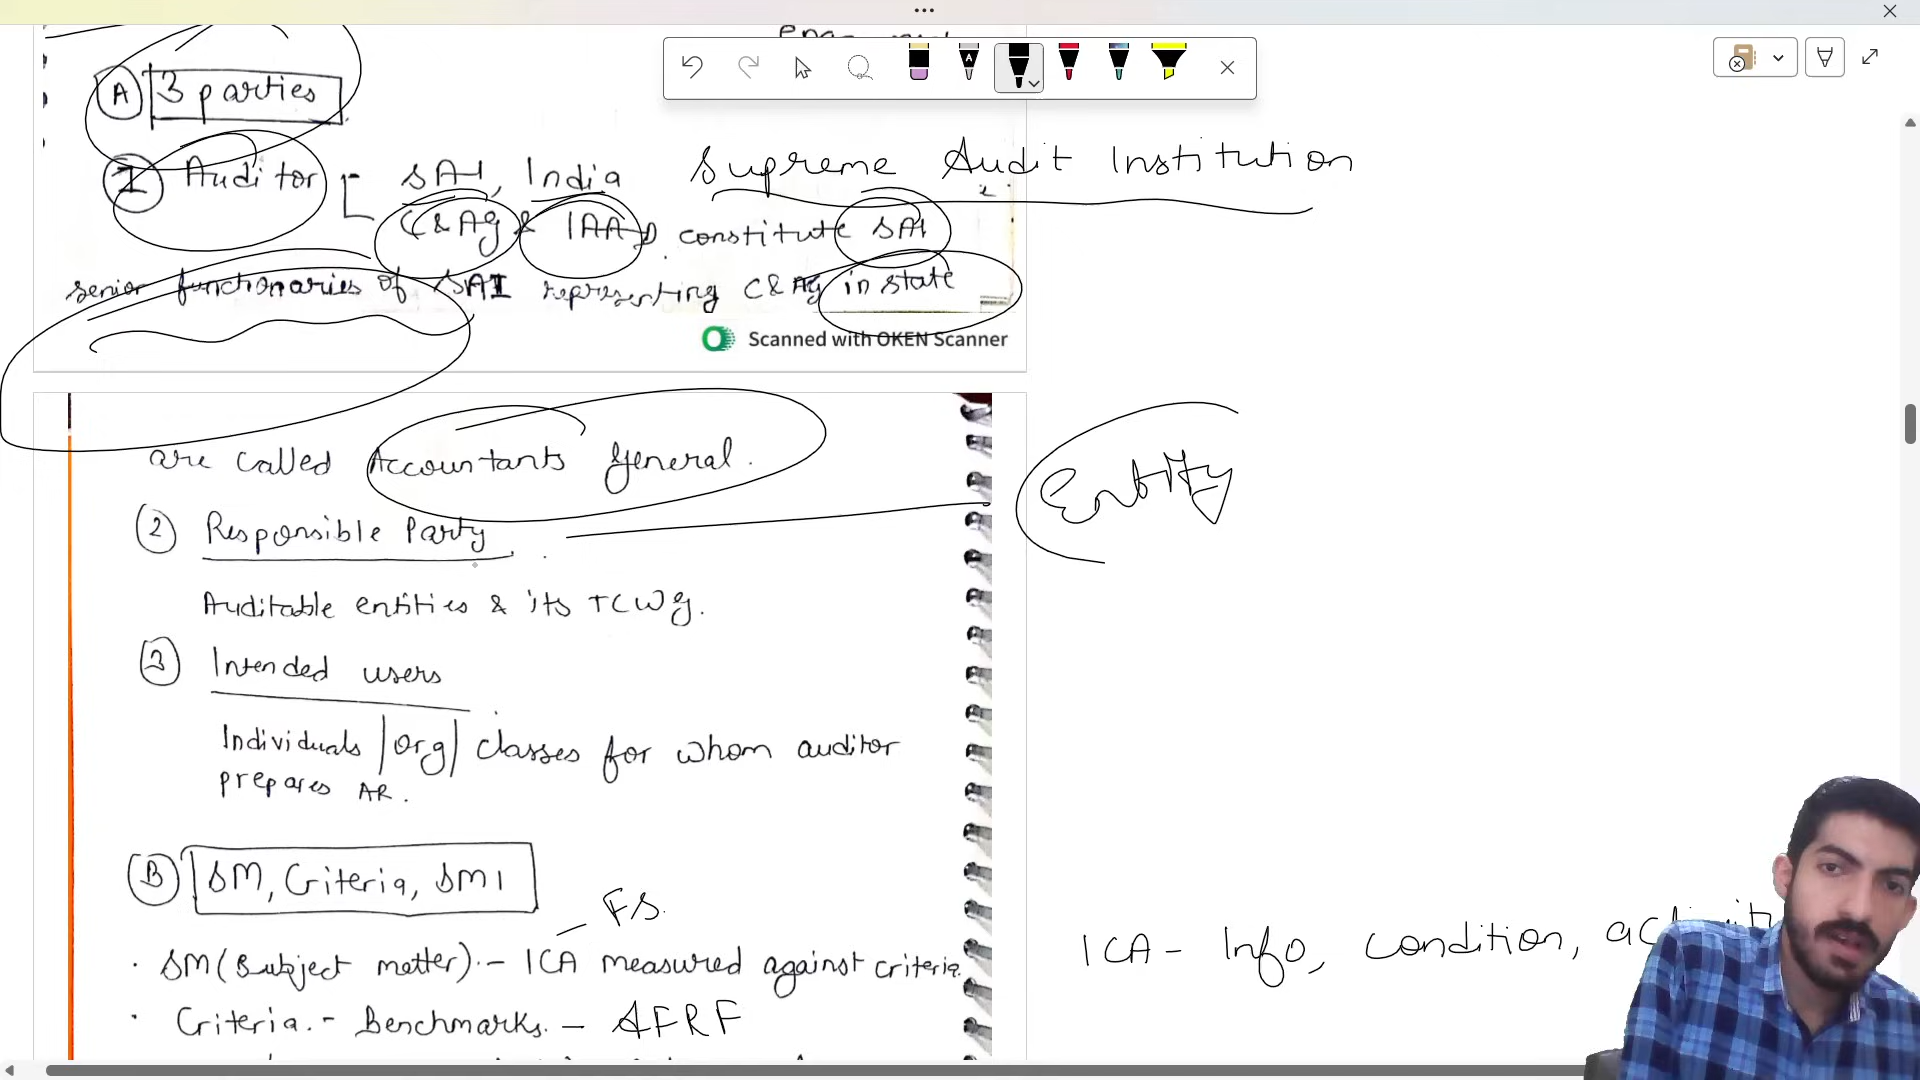 (A) 3 parties
(1) Auditor SAI, India Supreme Audit Institution
C&AG & IAAD constitute SAI
senior functionaries of SAI representing C&AG in state
Scanned with OKEN Scanner
are called Accountants General.
Entity
(2) Responsible Party
Auditable entities & its TCWG.
(3) Intended users
Individuals |org| classes for whom auditor
prepares AR.
(B) SM, Criteria, SMI
- FS.
· SM (Subject matter). - ICA measured against criteria.
ICA - Info, condition,
· Criteria. - Benchmarks. - AFRF